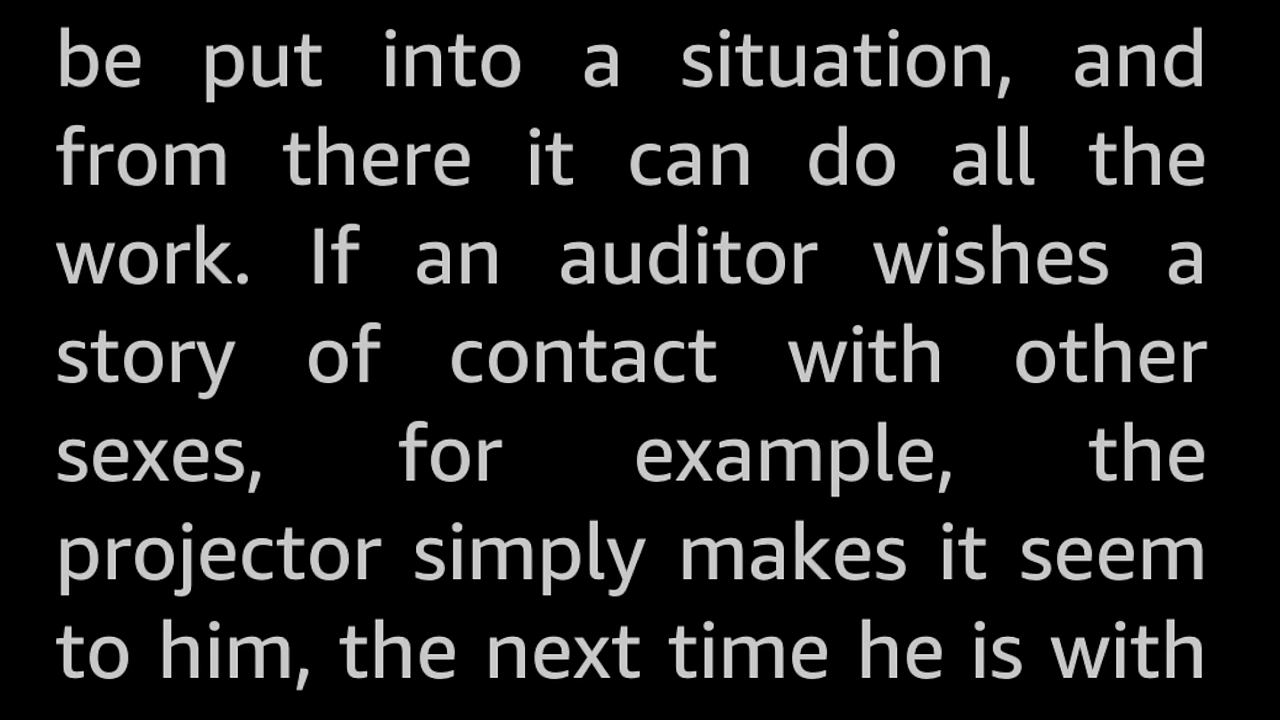 be put into a situation, and
from there it can do all the
work. If an auditor wishes a
story of contact with other
sexes, for example, the
projector simply makes it seem
to him, the next time he is with